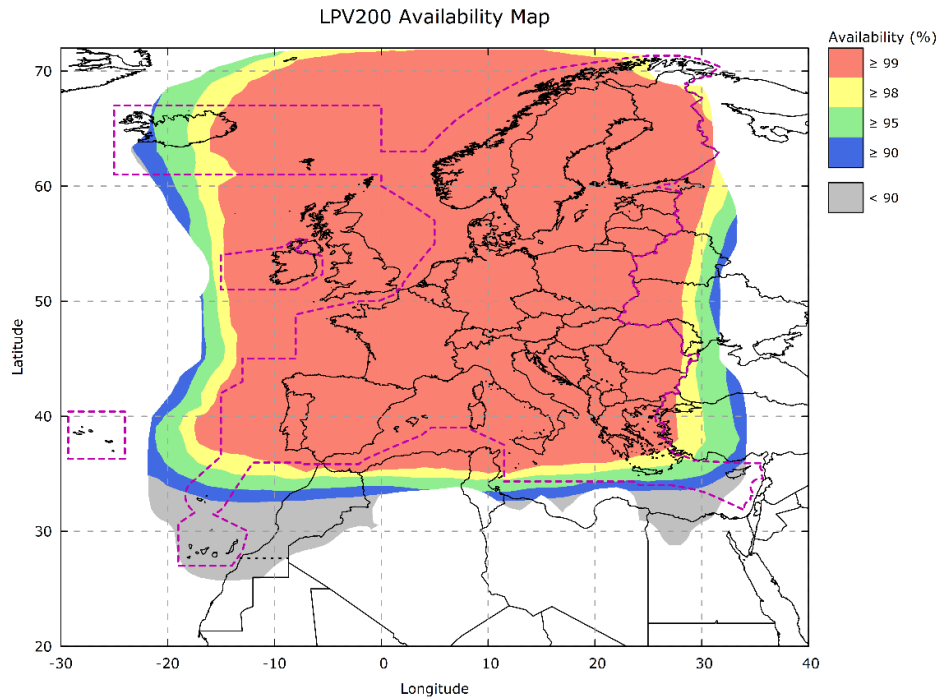 LPV200 Availability Map
Availability (%)
≥ 99
≥ 98
≥ 95
≥ 90
< 90
70
60
50
40
30
20
Latitude
-30 -20 -10 0 10 20 30 40
Longitude